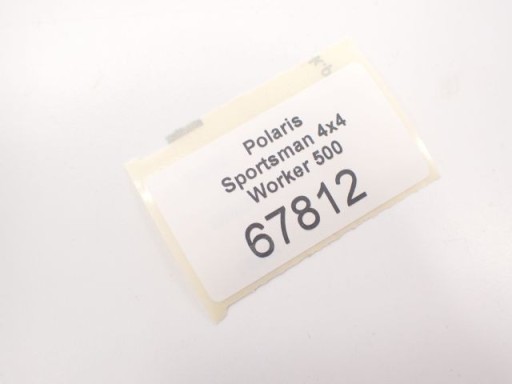 Polaris
Sportsman 4x4
Worker 500
67812